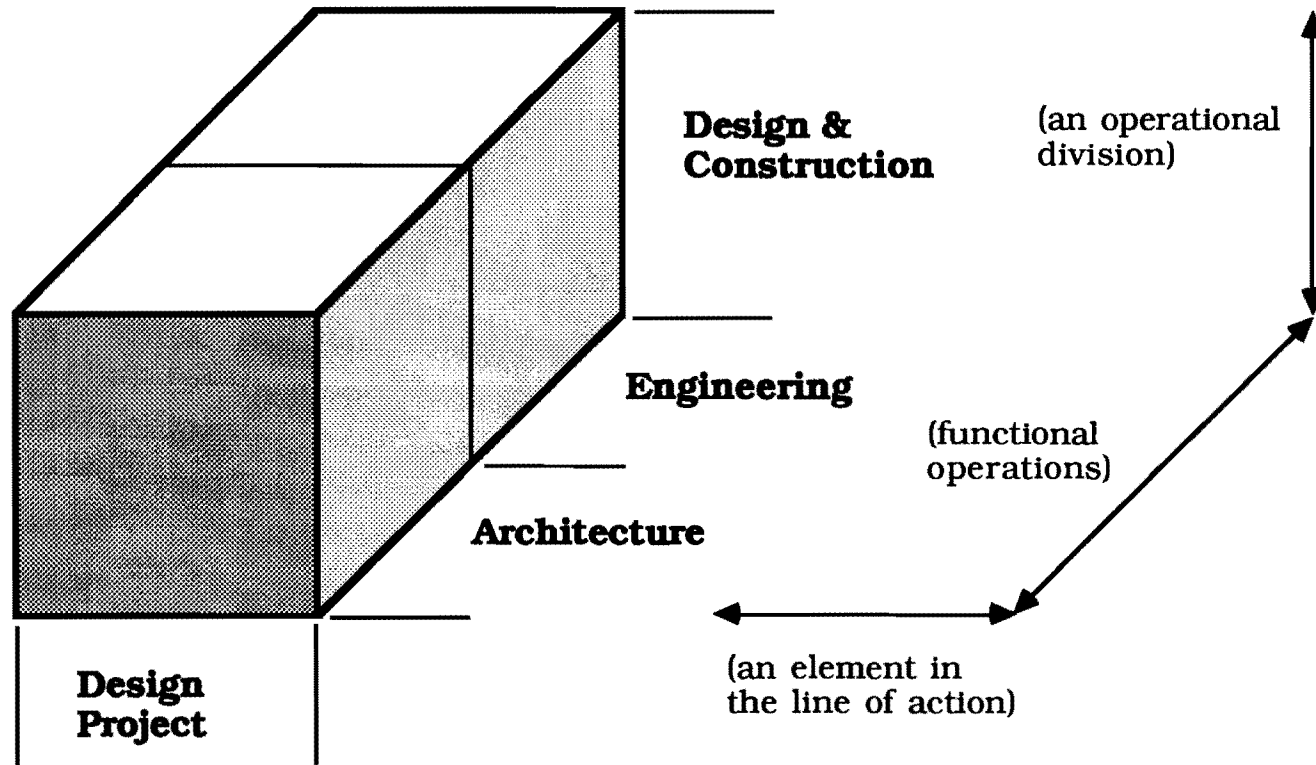 Design &
Construction
(an operational
division)
Engineering
(functional
operations)
Architecture
Design
Project
(an element in
the line of action)